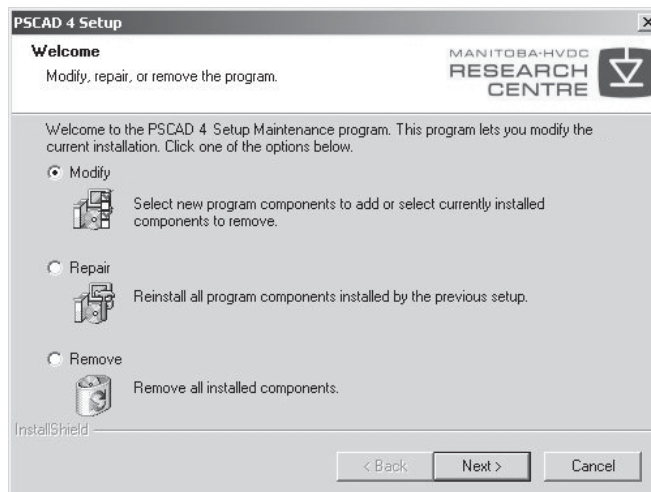 PSCAD 4 Setup
Welcome
Modify, repair, or remove the program.
MANITOBA-HVDC
RESEARCH
CENTRE
Welcome to the PSCAD 4 Setup Maintenance program. This program lets you modify the
current installation. Click one of the options below.
Modify
Select new program components to add or select currently installed
components to remove.
Repair
Reinstall all program components installed by the previous setup.
Remove
Remove all installed components.
InstallShield
< Back
Next >
Cancel